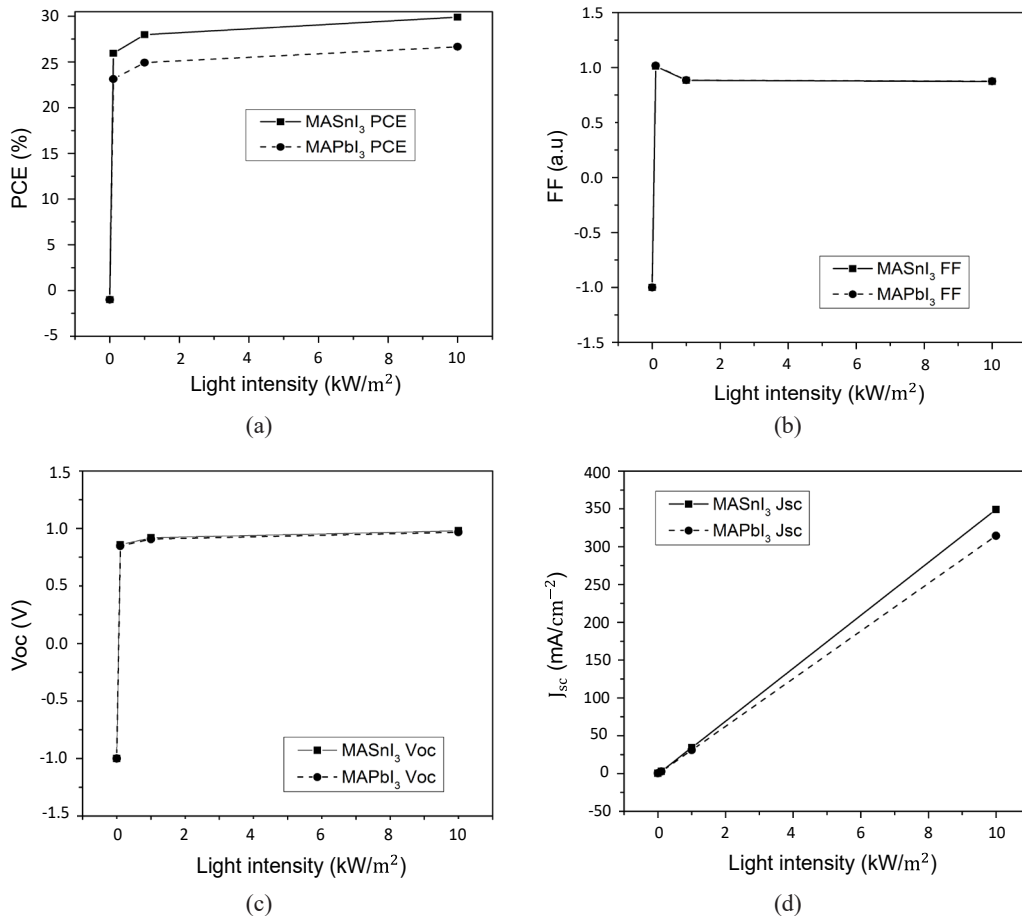 30
25
20
15
10
5
0
-5
PCE (%)
MASnI₃ PCE
MAPbI₃ PCE
0 2 4 6 8 10
Light intensity (kW/m²)
(a)
1.5
1.0
0.5
0.0
-0.5
-1.0
-1.5
FF (a.u)
MASnI₃ FF
MAPbI₃ FF
0 2 4 6 8 10
Light intensity (kW/m²)
(b)
1.5
1.0
0.5
0.0
-0.5
-1.0
-1.5
Voc (V)
MASnI₃ Voc
MAPbI₃ Voc
0 2 4 6 8 10
Light intensity (kW/m²)
(c)
400
350
300
250
200
150
100
50
0
-50
J_sc (mA/cm⁻²)
MASnI₃ Jsc
MAPbI₃ Jsc
0 2 4 6 8 10
Light intensity (kW/m²)
(d)